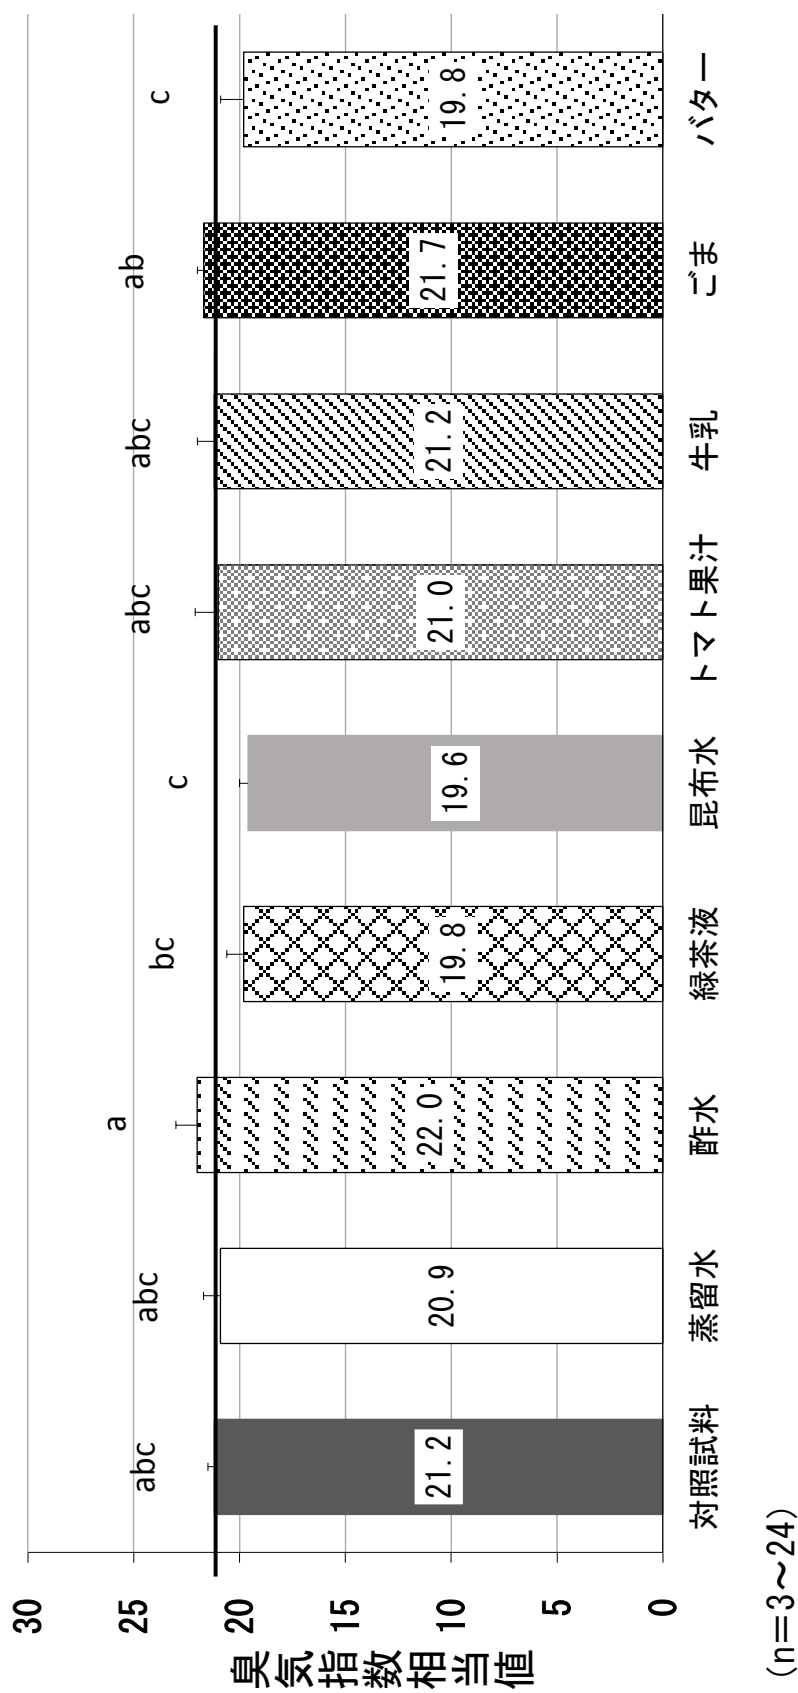 臭気指数相当値
30
25
20
15
10
5
0
abc
abc
a
bc
c
abc
abc
ab
c
21.2
20.9
22.0
19.8
19.6
21.0
21.2
21.7
19.8
対照試料
蒸留水
酢水
緑茶液
昆布水
トマト果汁
牛乳
ごま
バター
(n=3～24)